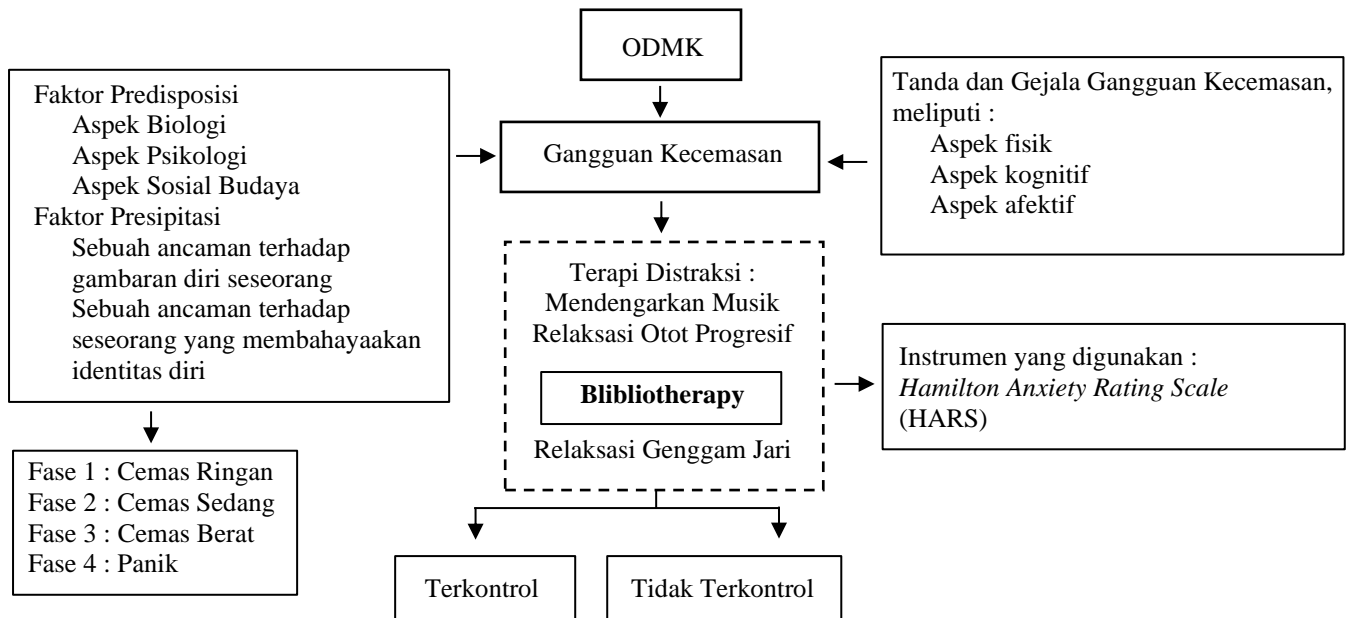 ODMK
Faktor Predisposisi
Aspek Biologi
Aspek Psikologi
Aspek Sosial Budaya
Faktor Presipitasi
Sebuah ancaman terhadap
gambaran diri seseorang
Sebuah ancaman terhadap
seseorang yang membahayaakan
identitas diri
Gangguan Kecemasan
Tanda dan Gejala Gangguan Kecemasan,
meliputi :
Aspek fisik
Aspek kognitif
Aspek afektif
Terapi Distraksi :
Mendengarkan Musik
Relaksasi Otot Progresif
Blibliotherapy
Relaksasi Genggam Jari
Instrumen yang digunakan :
Hamilton Anxiety Rating Scale
(HARS)
Fase 1 : Cemas Ringan
Fase 2 : Cemas Sedang
Fase 3 : Cemas Berat
Fase 4 : Panik
Terkontrol
Tidak Terkontrol